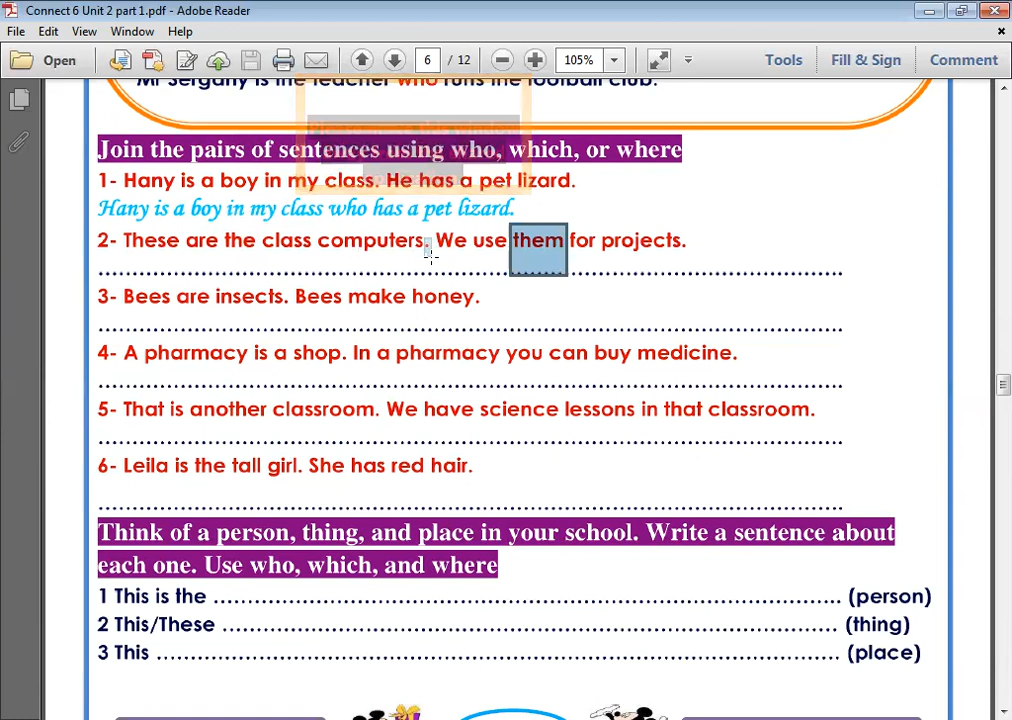 Connect 6 Unit 2 part 1.pdf - Adobe Reader
File Edit View Window Help
Open 6 / 12 105% Tools Fill & Sign Comment
Mr Sergany is the teacher who runs the football club.
Join the pairs of sentences using who, which, or where
1- Hany is a boy in my class. He has a pet lizard.
Hany is a boy in my class who has a pet lizard.
2- These are the class computers. We use them for projects.
3- Bees are insects. Bees make honey.
4- A pharmacy is a shop. In a pharmacy you can buy medicine.
5- That is another classroom. We have science lessons in that classroom.
6- Leila is the tall girl. She has red hair.
Think of a person, thing, and place in your school. Write a sentence about
each one. Use who, which, and where
1 This is the ........................................ (person)
2 This/These ........................................ (thing)
3 This ........................................ (place)